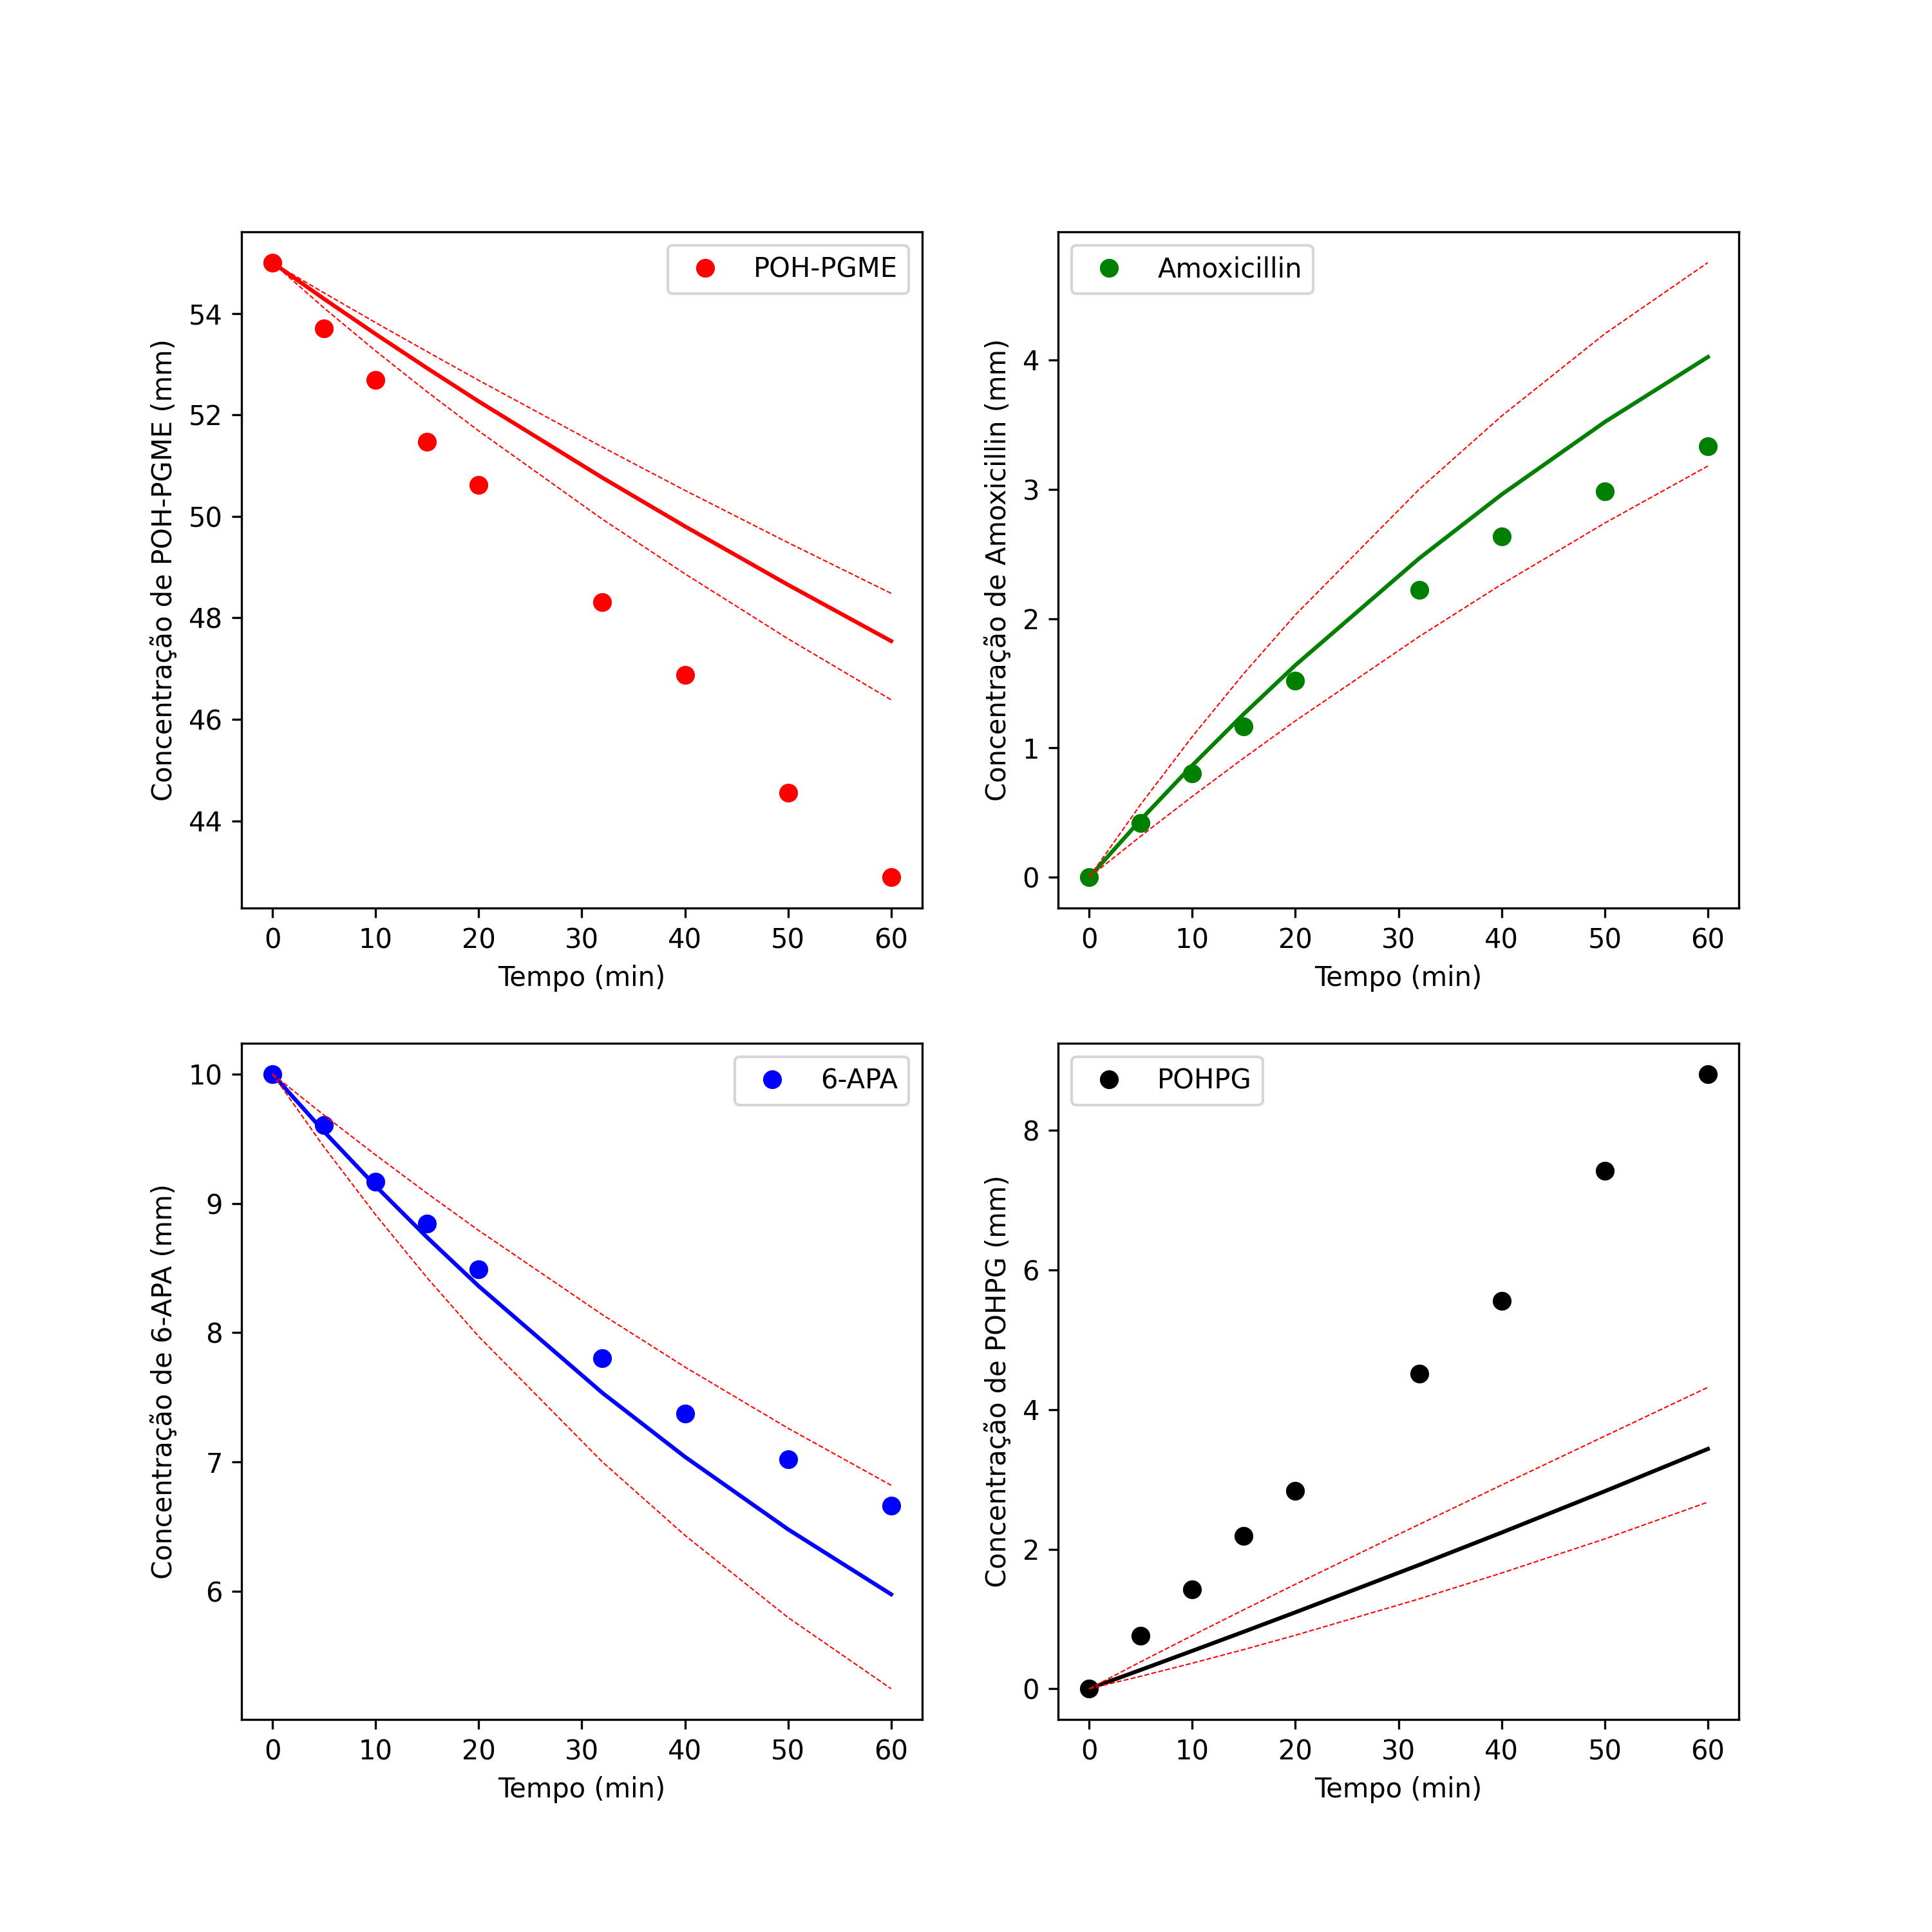 POH-PGME
Concentração de POH-PGME (mm)
54
52
50
48
46
44
0 10 20 30 40 50 60
Tempo (min)
Amoxicillin
Concentração de Amoxicillin (mm)
4
3
2
1
0
0 10 20 30 40 50 60
Tempo (min)
6-APA
Concentração de 6-APA (mm)
10
9
8
7
6
0 10 20 30 40 50 60
Tempo (min)
POHPG
Concentração de POHPG (mm)
8
6
4
2
0
0 10 20 30 40 50 60
Tempo (min)